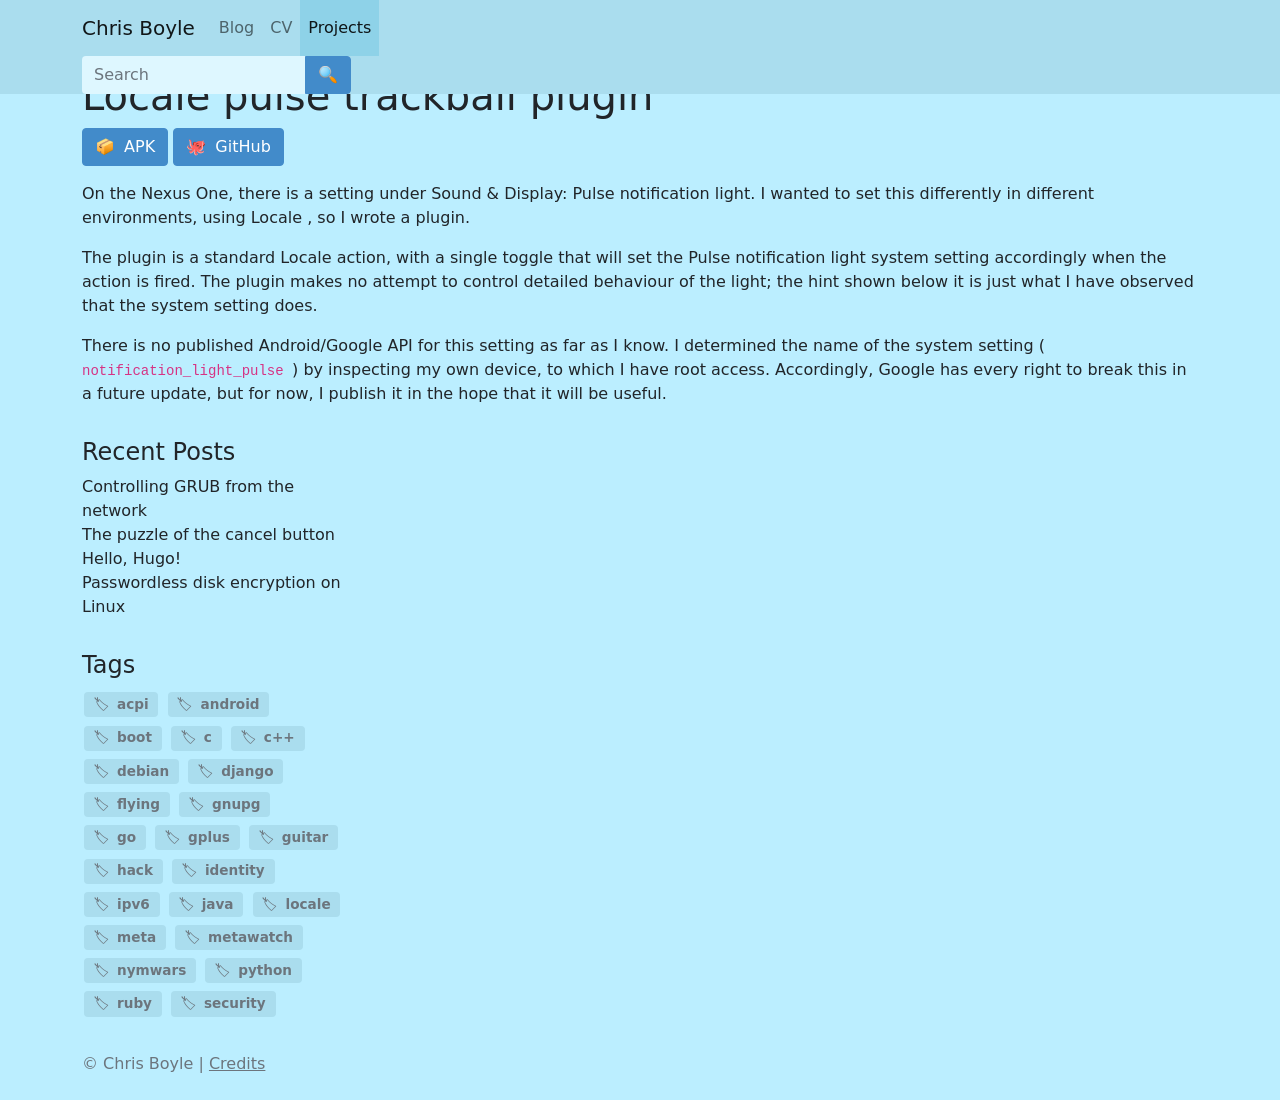 Chris Boyle Blog CV Projects
Search
Locale pulse trackball plugin
APK GitHub
On the Nexus One, there is a setting under Sound & Display: Pulse notification light. I wanted to set this differently in different
environments, using Locale , so I wrote a plugin.
The plugin is a standard Locale action, with a single toggle that will set the Pulse notification light system setting accordingly when the
action is fired. The plugin makes no attempt to control detailed behaviour of the light; the hint shown below it is just what I have observed
that the system setting does.
There is no published Android/Google API for this setting as far as I know. I determined the name of the system setting (
notification_light_pulse ) by inspecting my own device, to which I have root access. Accordingly, Google has every right to break this in
a future update, but for now, I publish it in the hope that it will be useful.
Recent Posts
Controlling GRUB from the
network
The puzzle of the cancel button
Hello, Hugo!
Passwordless disk encryption on
Linux
Tags
acpi android
boot c c++
debian django
flying gnupg
go gplus guitar
hack identity
ipv6 java locale
meta metawatch
nymwars python
ruby security
© Chris Boyle | Credits